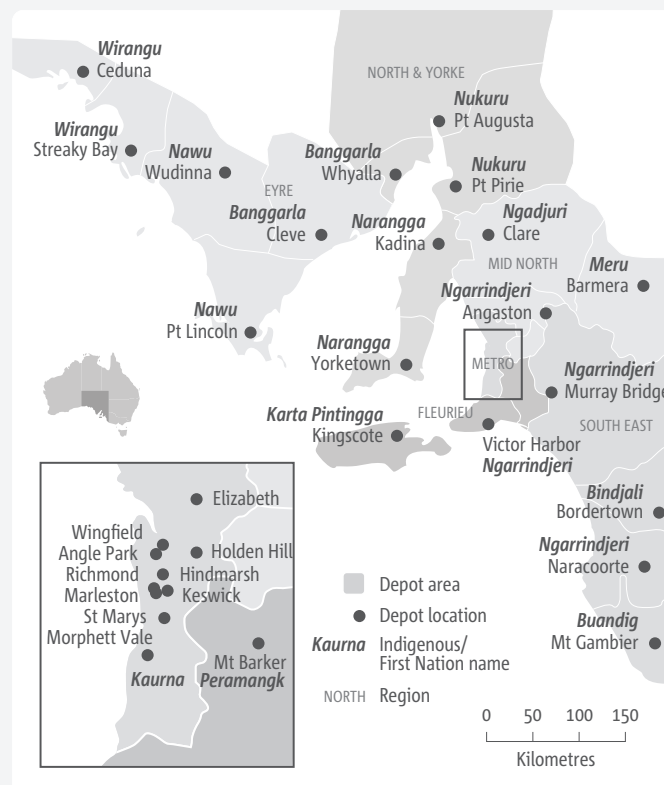 Wirangu
Ceduna
NORTH & YORKE
Nukuru
Pt Augusta
Wirangu
Streaky Bay
Nawu
Wudinna
Banggarla
Whyalla
Nukuru
Pt Pirie
EYRE
Banggarla
Cleve
Narangga
Kadina
Ngadjuri
Clare
MID NORTH
Meru
Barmera
Ngarrindjeri
Angaston
Nawu
Pt Lincoln
Narangga
Yorketown
METRO
Ngarrindjeri
Murray Bridge
Karta Pintingga
Kingscote
FLEURIEU
SOUTH EAST
Victor Harbor
Ngarrindjeri
Bindjali
Bordertown
Ngarrindjeri
Naracoorte
Buandig
Mt Gambier
Elizabeth
Wingfield
Angle Park
Holden Hill
Richmond
Hindmarsh
Marleston
Keswick
St Marys
Morphett Vale
Mt Barker
Kaurna
Peramangk
Depot area
Depot location
Kaurna Indigenous/
First Nation name
NORTH Region
0 50 100 150
Kilometres